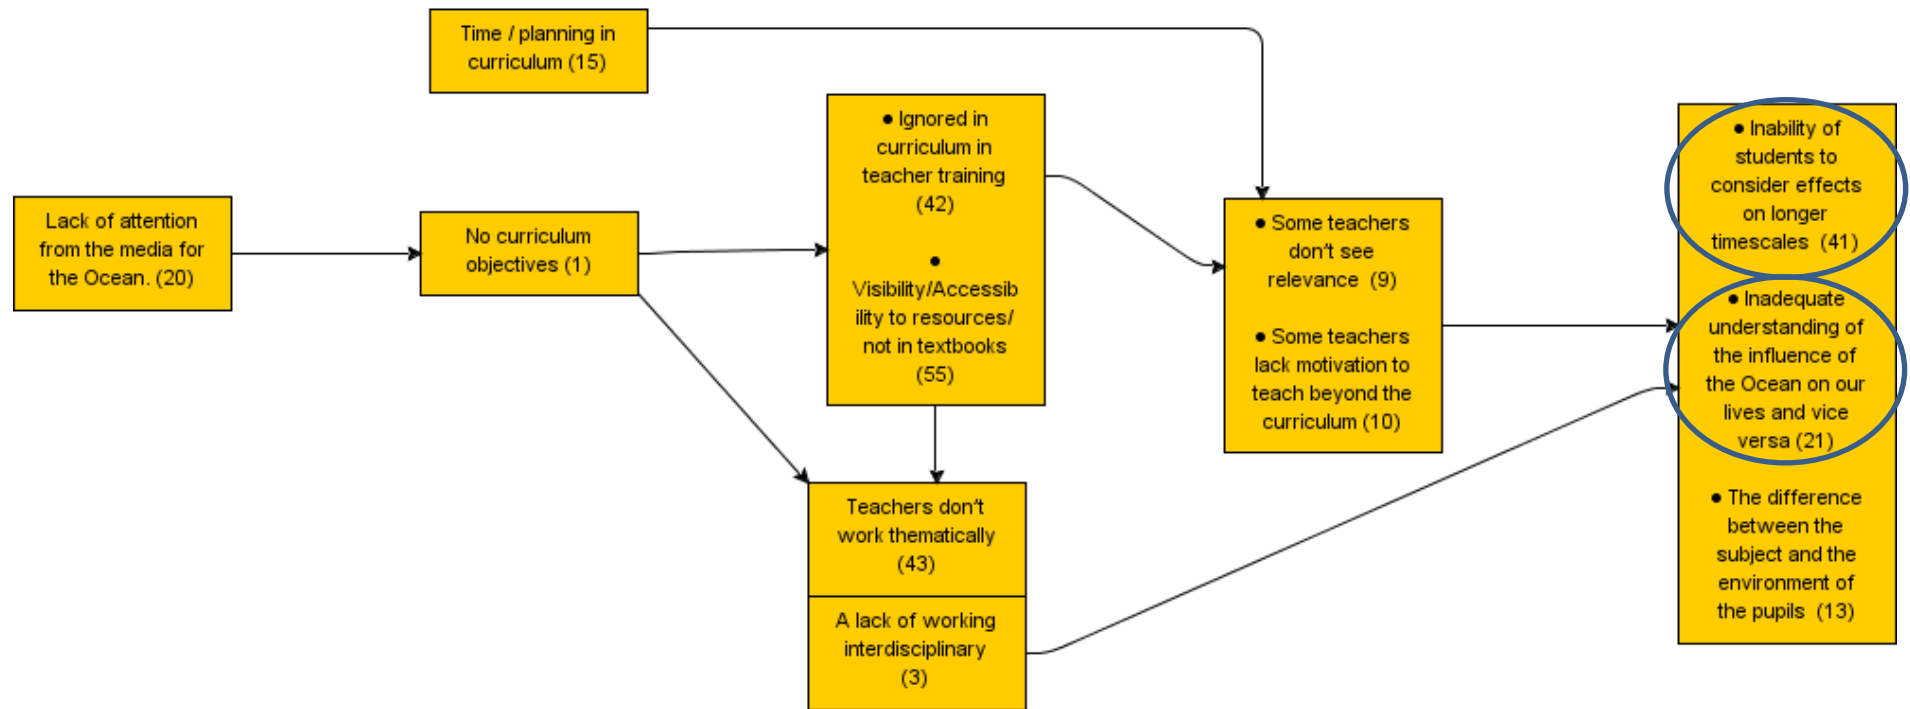 Time / planning in
curriculum (15)
Lack of attention
from the media for
the Ocean. (20)
No curriculum
objectives (1)
● Ignored in
curriculum in
teacher training
(42)
●
Visibility/Accessib
ility to resources/
not in textbooks
(55)
Teachers don't
work thematically
(43)
A lack of working
interdisciplinary
(3)
● Some teachers
don't see
relevance (9)
● Some teachers
lack motivation to
teach beyond the
curriculum (10)
● Inability of
students to
consider effects
on longer
timescales (41)
● Inadequate
understanding of
the influence of
the Ocean on our
lives and vice
versa (21)
● The difference
between the
subject and the
environment of
the pupils (13)